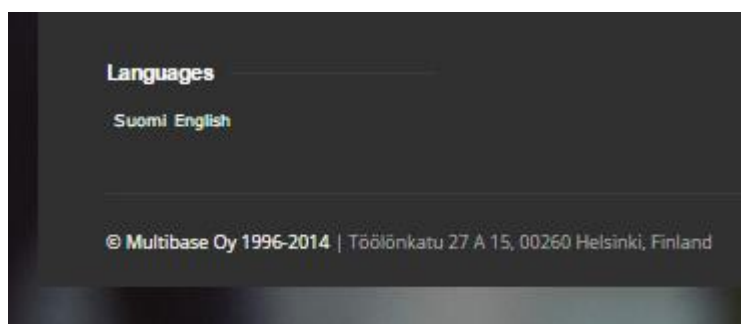 Languages
Suomi English
© Multibase Oy 1996-2014 | Töölönkatu 27 A 15, 00260 Helsinki, Finland